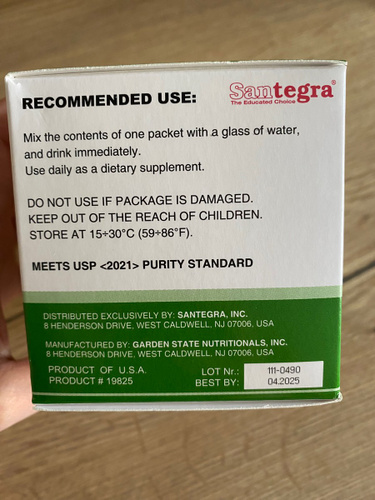 RECOMMENDED USE:
Santegra®
The Educated Choice
Mix the contents of one packet with a glass of water,
and drink immediately.
Use daily as a dietary supplement.
DO NOT USE IF PACKAGE IS DAMAGED.
KEEP OUT OF THE REACH OF CHILDREN.
STORE AT 15÷30°C (59÷86°F).
MEETS USP <2021> PURITY STANDARD
DISTRIBUTED EXCLUSIVELY BY: SANTEGRA, INC.
8 HENDERSON DRIVE, WEST CALDWELL, NJ 07006, USA
MANUFACTURED BY: GARDEN STATE NUTRITIONALS, INC.
8 HENDERSON DRIVE, WEST CALDWELL, NJ 07006, USA
PRODUCT OF U.S.A.
PRODUCT # 19825
LOT Nr.: 111-0490
BEST BY: 04.2025